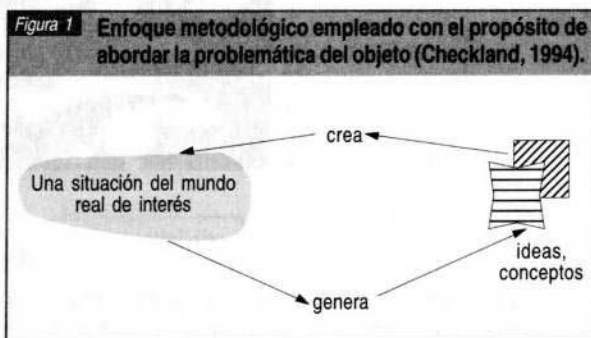 Figura 1 Enfoque metodológico empleado con el propósito de
abordar la problemática del objeto (Checkland, 1994).
crea
Una situación del mundo
real de interés
ideas,
conceptos
genera